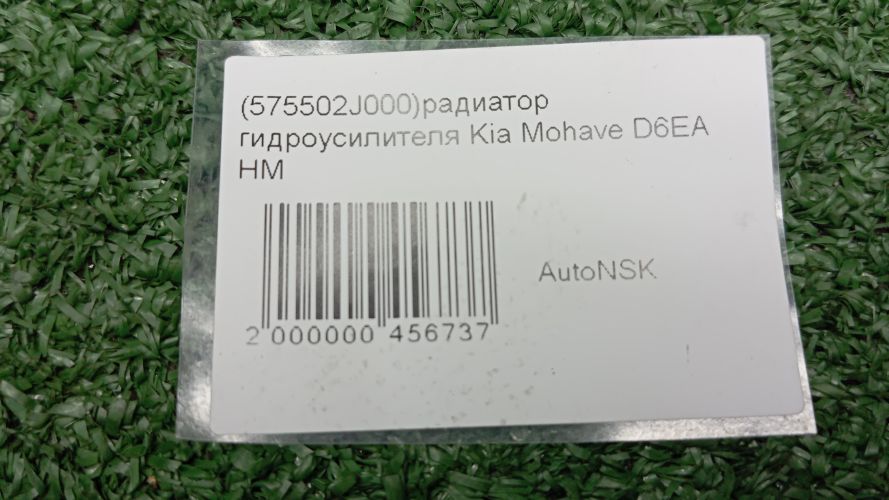 (575502J000)радиатор
гидроусилителя Kia Mohave D6EA
HM
AutoNSK
2 000000 456737